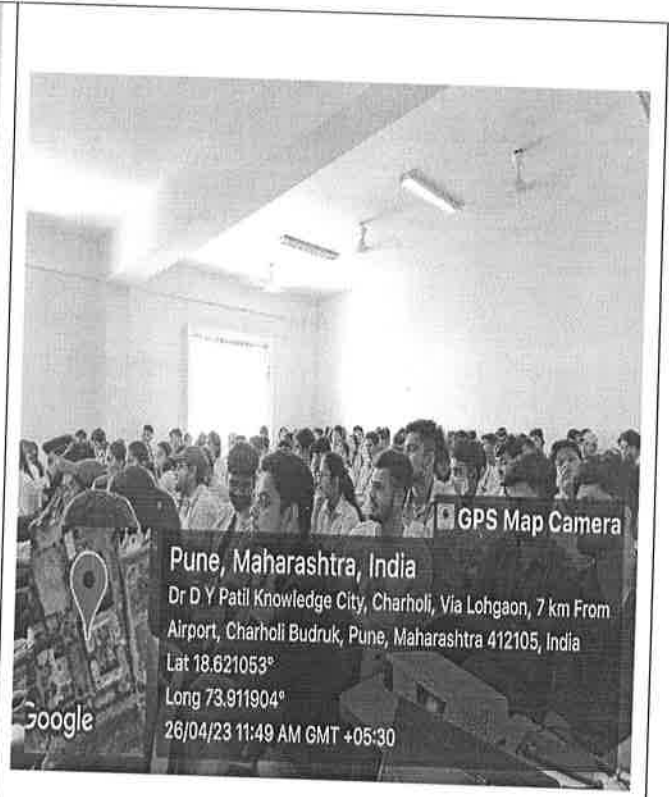 GPS Map Camera
Pune, Maharashtra, India
Dr D Y Patil Knowledge City, Charholi, Via Lohgaon, 7 km From
Airport, Charholi Budruk, Pune, Maharashtra 412105, India
Lat 18.621053°
Long 73.911904°
26/04/23 11:49 AM GMT +05:30
Google